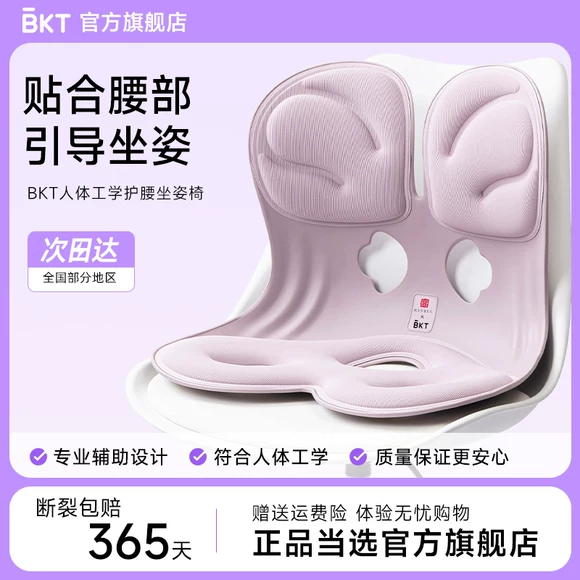 BKT 官方旗舰店
贴合腰部
引导坐姿
BKT人体工学护腰坐姿椅
次日达
全国部分地区
BKT
专业辅助设计
符合人体工学
质量保证更安心
断裂包赔
365天
赠送运费险 体验无忧购物
正品当选官方旗舰店